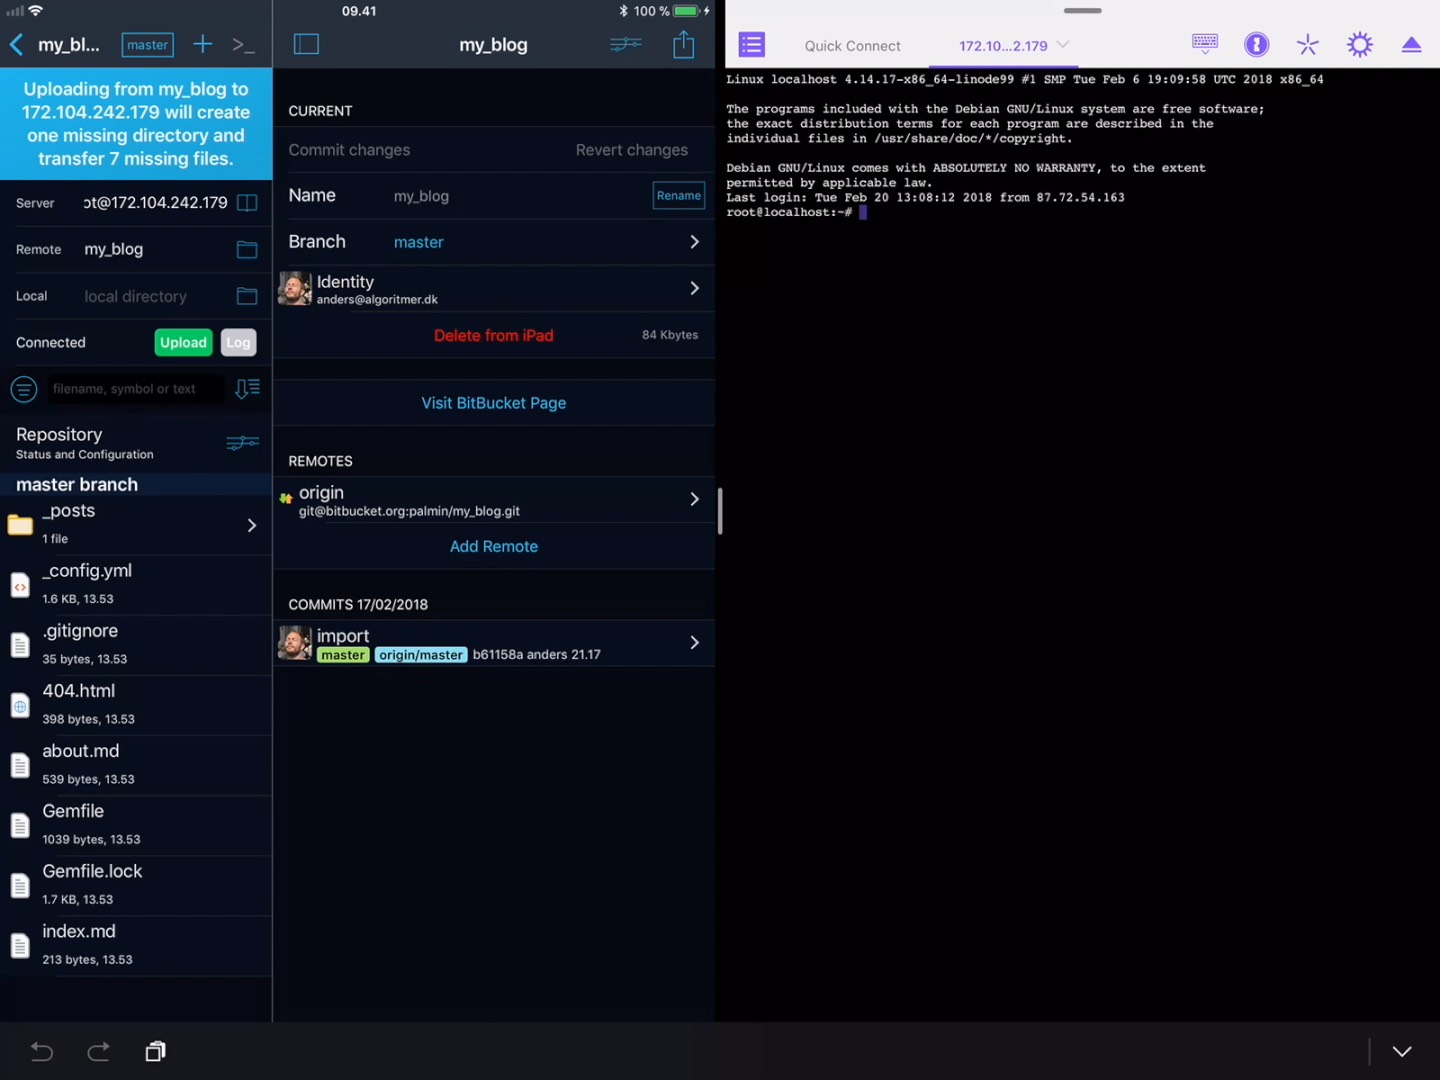 09.41
100 %
my_bl...
master
>_
Uploading from my_blog to
172.104.242.179 will create
one missing directory and
transfer 7 missing files.
Server
ot@172.104.242.179
Remote
my_blog
Local
local directory
Connected
Upload
Log
filename, symbol or text
Repository
Status and Configuration
master branch
_posts
1 file
_config.yml
1.6 KB, 13.53
.gitignore
35 bytes, 13.53
404.html
398 bytes, 13.53
about.md
539 bytes, 13.53
Gemfile
1039 bytes, 13.53
Gemfile.lock
1.7 KB, 13.53
index.md
213 bytes, 13.53
my_blog
CURRENT
Commit changes
Revert changes
Name
my_blog
Rename
Branch
master
Identity
anders@algoritmer.dk
Delete from iPad
84 Kbytes
Visit BitBucket Page
REMOTES
origin
git@bitbucket.org:palmin/my_blog.git
Add Remote
COMMITS 17/02/2018
import
master origin/master b61158a anders 21.17
Quick Connect
172.10...2.179
Linux localhost 4.14.17-x86_64-linode99 #1 SMP Tue Feb 6 19:09:58 UTC 2018 x86_64
The programs included with the Debian GNU/Linux system are free software;
the exact distribution terms for each program are described in the
individual files in /usr/share/doc/*/copyright.
Debian GNU/Linux comes with ABSOLUTELY NO WARRANTY, to the extent
permitted by applicable law.
Last login: Tue Feb 20 13:08:12 2018 from 87.72.54.163
root@localhost:~#